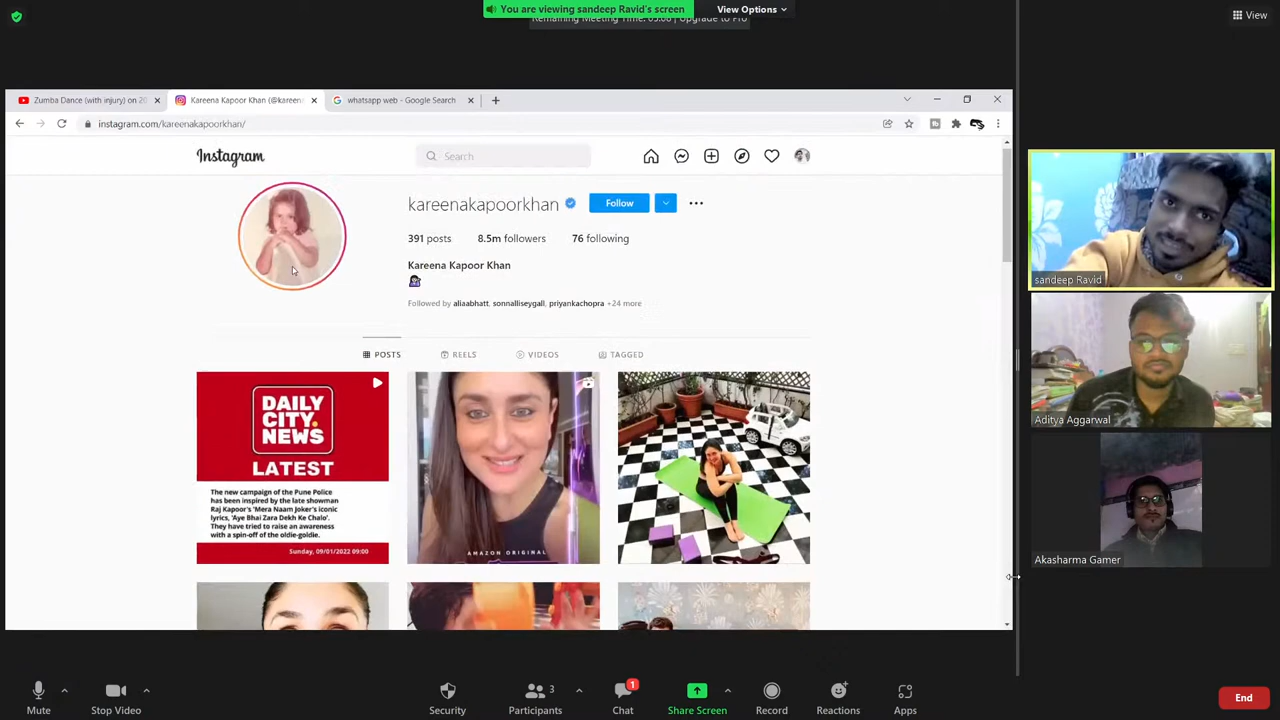 You are viewing sandeep Ravid's screen
View Options
View
Zumba Dance (with injury) on 20
Kareena Kapoor Khan (@kareena
whatsapp web - Google Search
instagram.com/kareenakapoorkhan/
Instagram
Search
kareenakapoorkhan
Follow
391 posts 8.5m followers 76 following
Kareena Kapoor Khan
Followed by aliaabhatt, sonnalliseygall, priyankachopra +24 more
POSTS REELS VIDEOS TAGGED
DAILY
CITY.
NEWS
LATEST
The new campaign of the Pune Police
has been inspired by the late showman
Raj Kapoor's 'Mera Naam Joker's iconic
lyrics, 'Aye Bhai Zara Dekh Ke Chalo'.
They have tried to raise an awareness
with a spin-off of the oldie-goldie.
Sunday, 09/01/2022 09:00
AMAZON ORIGINAL
sandeep Ravid
Aditya Aggarwal
Akasharma Gamer
Mute
Stop Video
Security
3
Participants
1
Chat
Share Screen
Record
Reactions
Apps
End